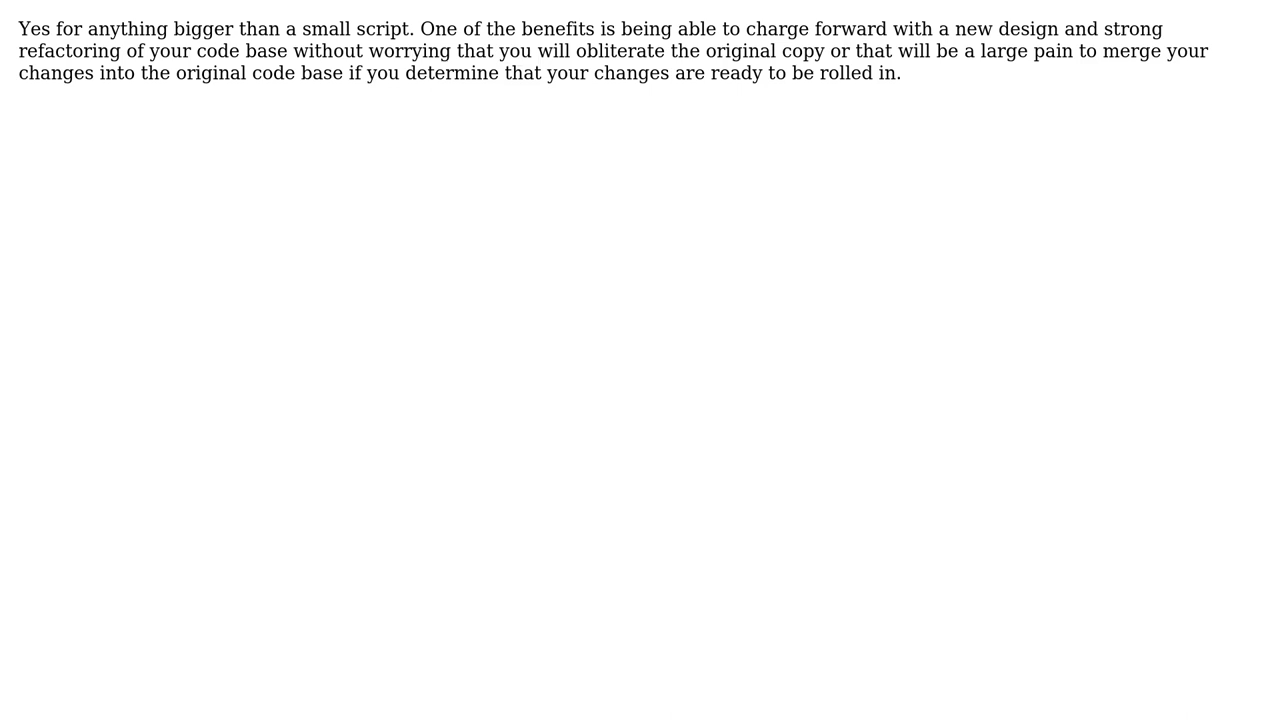 Yes for anything bigger than a small script. One of the benefits is being able to charge forward with a new design and strong
refactoring of your code base without worrying that you will obliterate the original copy or that will be a large pain to merge your
changes into the original code base if you determine that your changes are ready to be rolled in.